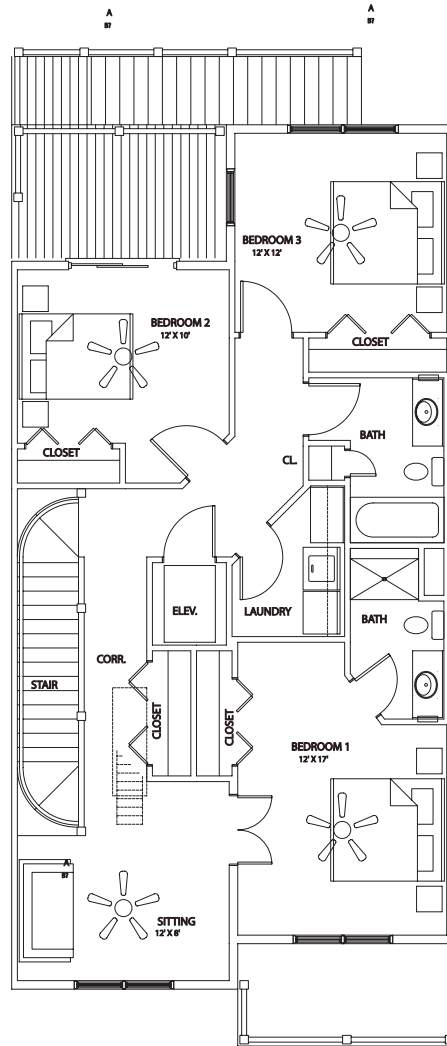 A
B?
A
B?
BEDROOM 3
12' X 12'
BEDROOM 2
12' X 10'
CLOSET
CLOSET
BATH
CL.
ELEV.
LAUNDRY
BATH
CORR.
STAIR
CLOSET
CLOSET
BEDROOM 1
12' X 17'
A
B?
SITTING
12' X 8'